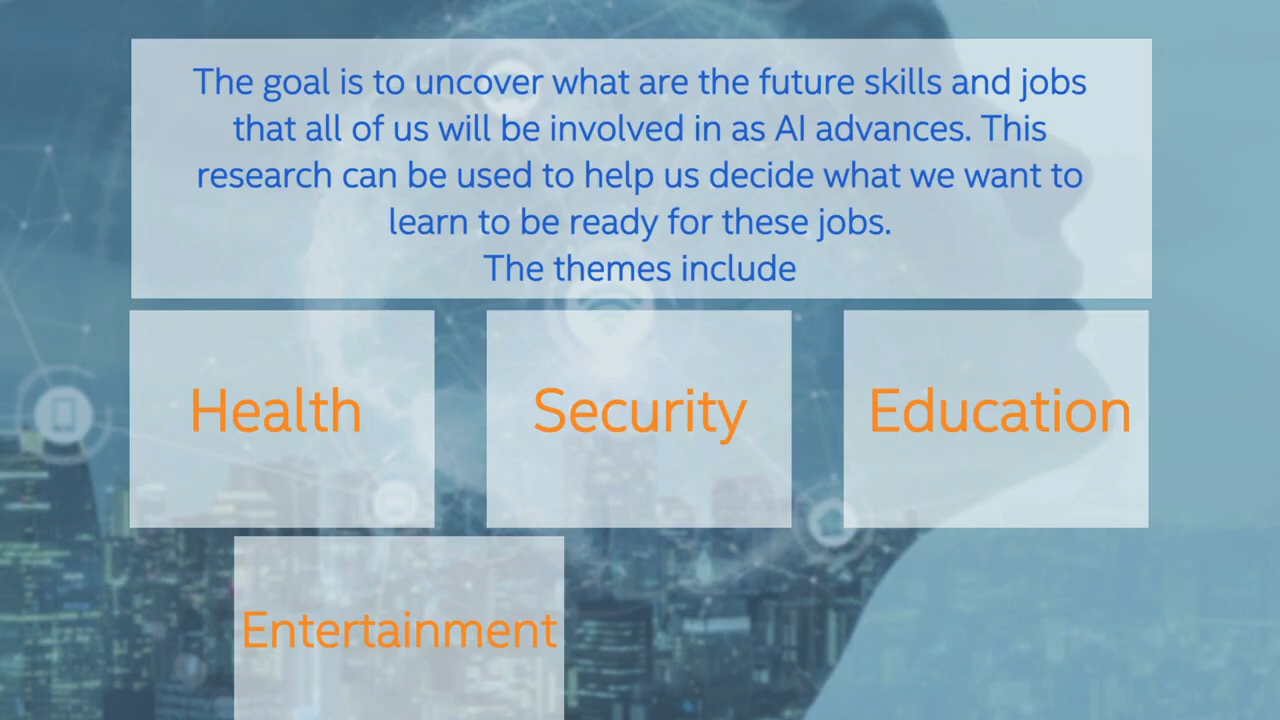 The goal is to uncover what are the future skills and jobs
that all of us will be involved in as AI advances. This
research can be used to help us decide what we want to
learn to be ready for these jobs.
The themes include
Health
Security
Education
Entertainment